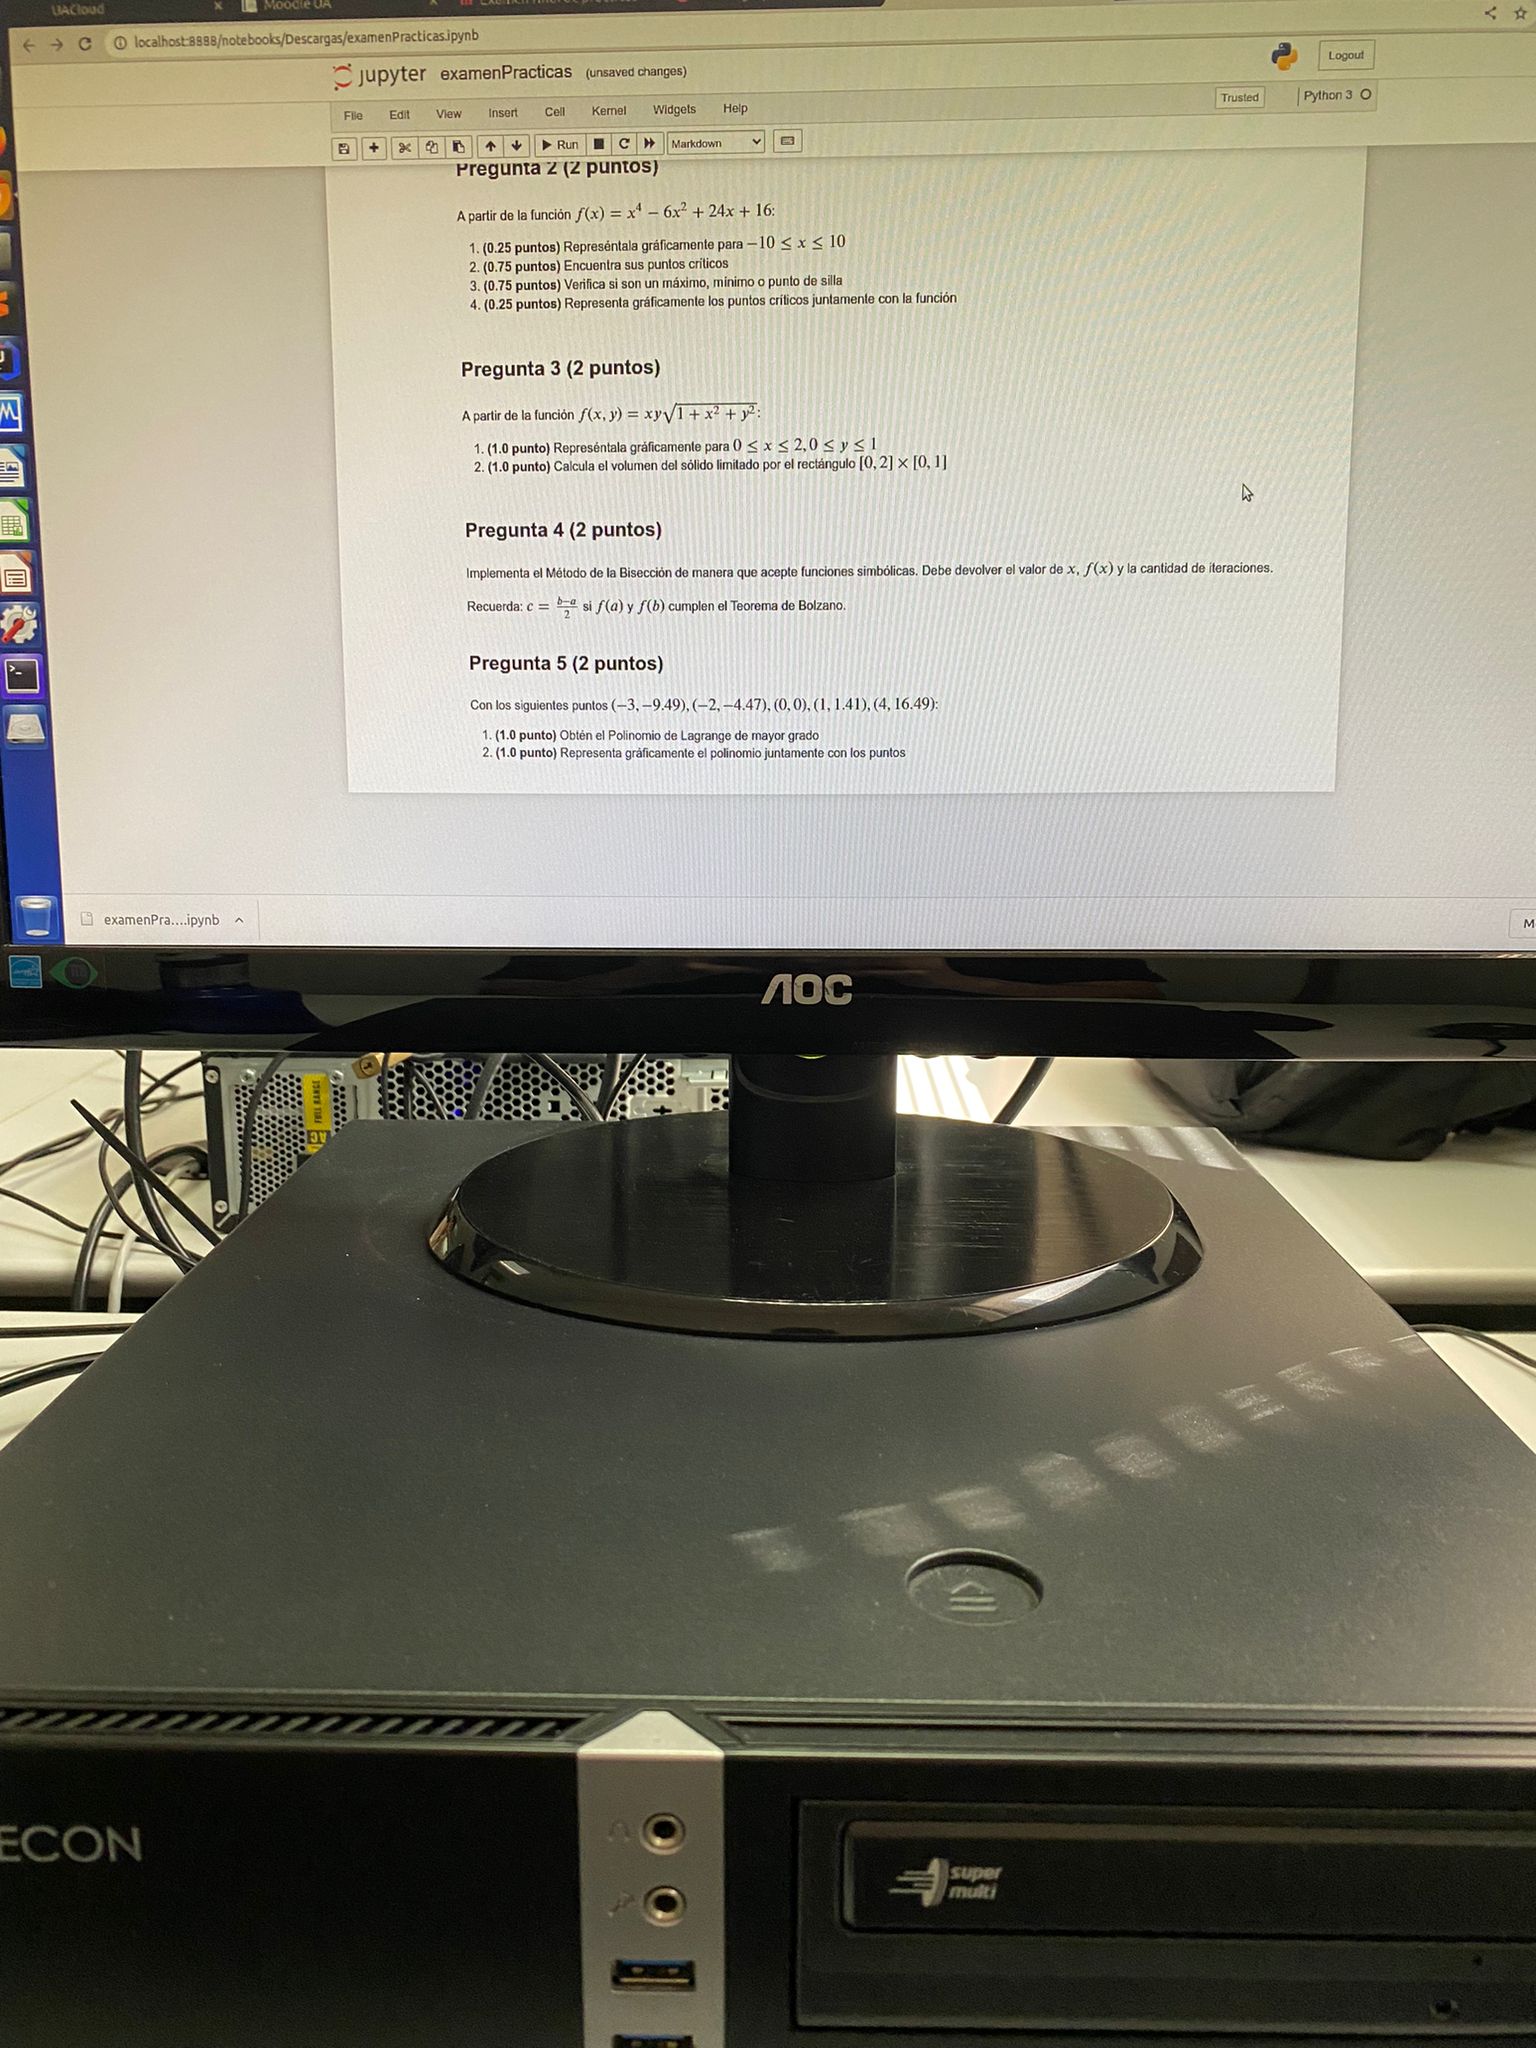 UACloud
Moodle UA
localhost:8888/notebooks/Descargas/examenPracticas.ipynb
jupyter examenPracticas (unsaved changes)
Logout
File Edit View Insert Cell Kernel Widgets Help
Trusted
Python 3
Run
Markdown
Pregunta 2 (2 puntos)
A partir de la función f(x) = x⁴ − 6x² + 24x + 16:
1. (0.25 puntos) Represéntala gráficamente para −10 ≤ x ≤ 10
2. (0.75 puntos) Encuentra sus puntos críticos
3. (0.75 puntos) Verifica si son un máximo, mínimo o punto de silla
4. (0.25 puntos) Representa gráficamente los puntos críticos juntamente con la función
Pregunta 3 (2 puntos)
A partir de la función f(x, y) = xy√(1 + x² + y²):
1. (1.0 punto) Represéntala gráficamente para 0 ≤ x ≤ 2, 0 ≤ y ≤ 1
2. (1.0 punto) Calcula el volumen del sólido limitado por el rectángulo [0, 2] × [0, 1]
Pregunta 4 (2 puntos)
Implementa el Método de la Bisección de manera que acepte funciones simbólicas. Debe devolver el valor de x, f(x) y la cantidad de iteraciones.
Recuerda: c = (b−a)/2 si f(a) y f(b) cumplen el Teorema de Bolzano.
Pregunta 5 (2 puntos)
Con los siguientes puntos (−3, −9.49), (−2, −4.47), (0, 0), (1, 1.41), (4, 16.49):
1. (1.0 punto) Obtén el Polinomio de Lagrange de mayor grado
2. (1.0 punto) Representa gráficamente el polinomio juntamente con los puntos
examenPra....ipynb
M
AOC
FULL RANGE
AC
ECON
super
multi